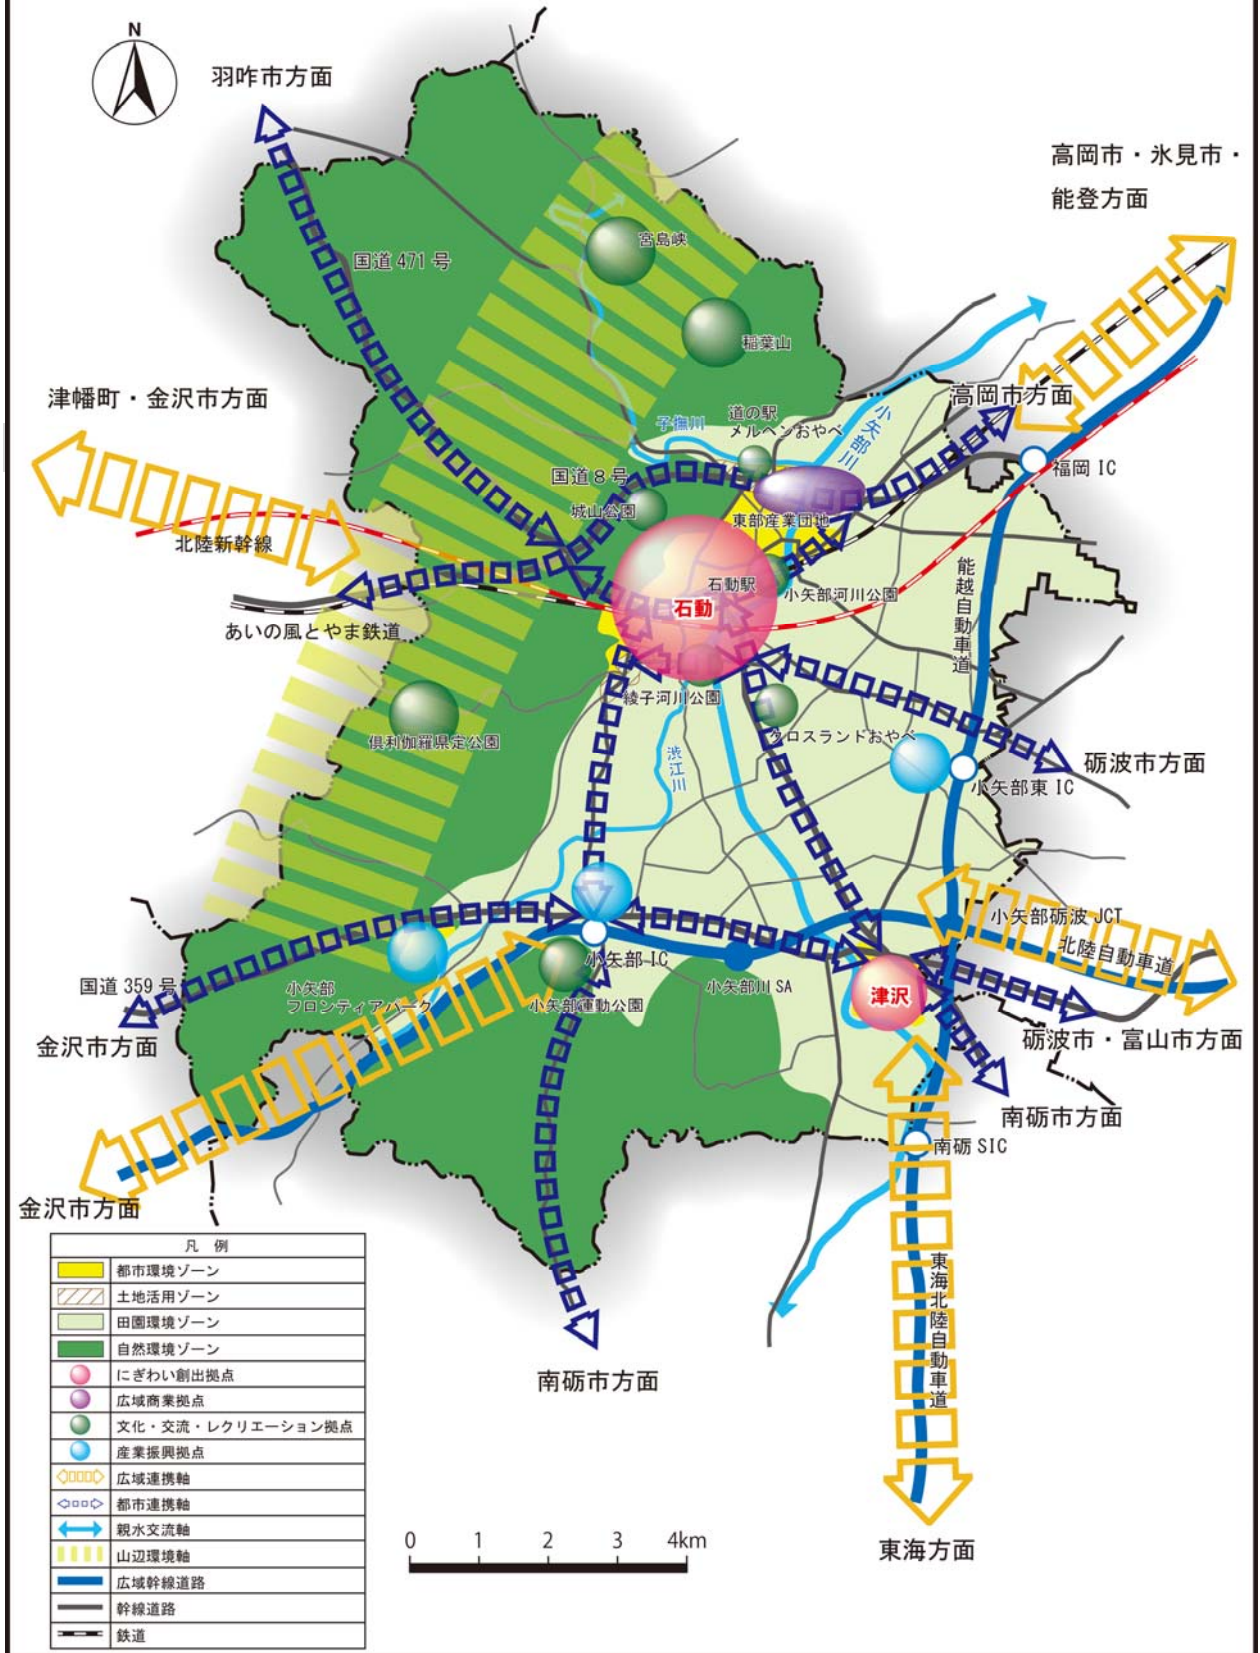 N
羽咋市方面
高岡市・氷見市・
能登方面
国道 471 号
宮島峡
稲葉山
津幡町・金沢市方面
高岡市方面
子撫川
道の駅
メルヘンおやべ
小矢部川
国道 8 号
城山公園
福岡 IC
東部産業団地
北陸新幹線
石動駅
石動
小矢部河川公園
能越自動車道
あいの風とやま鉄道
綾子河川公園
倶利伽羅県定公園
クロスランドおやべ
渋江川
砺波市方面
小矢部東 IC
小矢部砺波 JCT
北陸自動車道
国道 359 号
小矢部
フロンティアパーク
小矢部 IC
小矢部運動公園
小矢部川 SA
津沢
金沢市方面
砺波市・富山市方面
南砺市方面
南砺 SIC
金沢市方面
東海北陸自動車道
南砺市方面
東海方面
凡 例
都市環境ゾーン
土地活用ゾーン
田園環境ゾーン
自然環境ゾーン
にぎわい創出拠点
広域商業拠点
文化・交流・レクリエーション拠点
産業振興拠点
広域連携軸
都市連携軸
親水交流軸
山辺環境軸
広域幹線道路
幹線道路
鉄道
0 1 2 3 4km